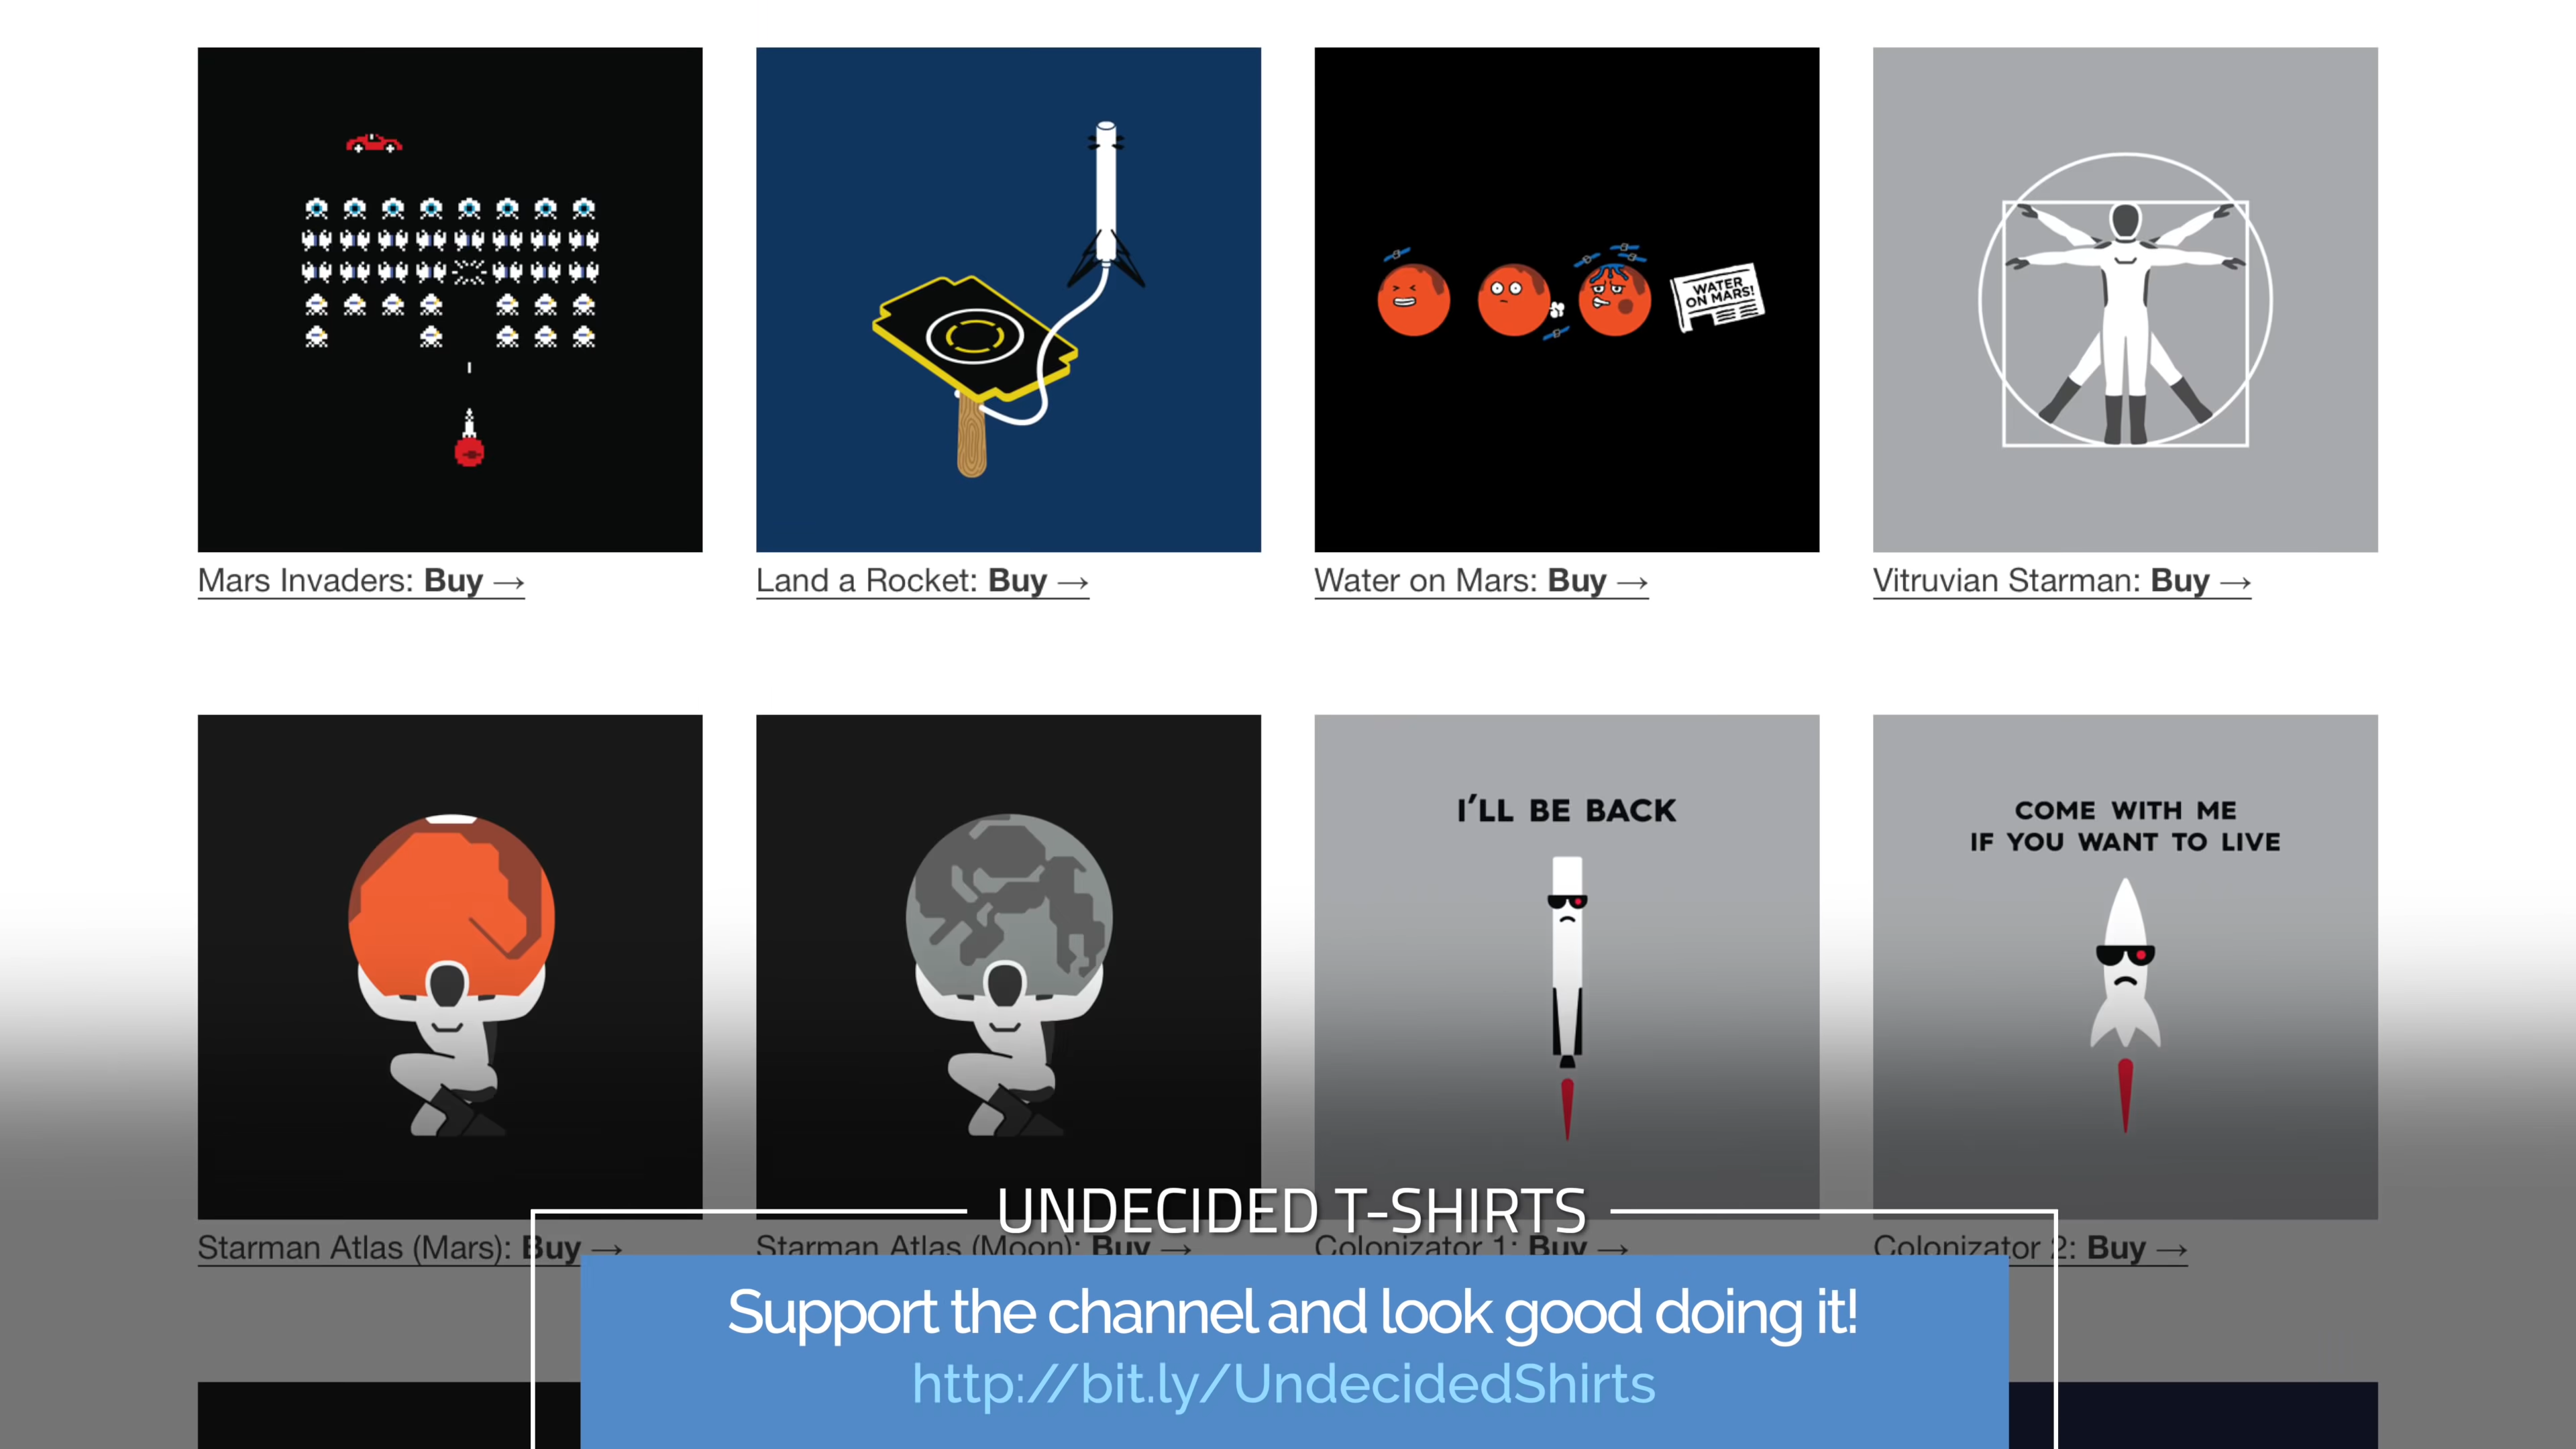 WATER
ON MARS!
Mars Invaders: Buy →
Land a Rocket: Buy →
Water on Mars: Buy →
Vitruvian Starman: Buy →
I'LL BE BACK
COME WITH ME
IF YOU WANT TO LIVE
Starman Atlas (Mars): Buy →
Starman Atlas (Moon): Buy →
Colonizator 1: Buy →
Colonizator 2: Buy →
UNDECIDED T-SHIRTS
Support the channel and look good doing it!
http://bit.ly/UndecidedShirts